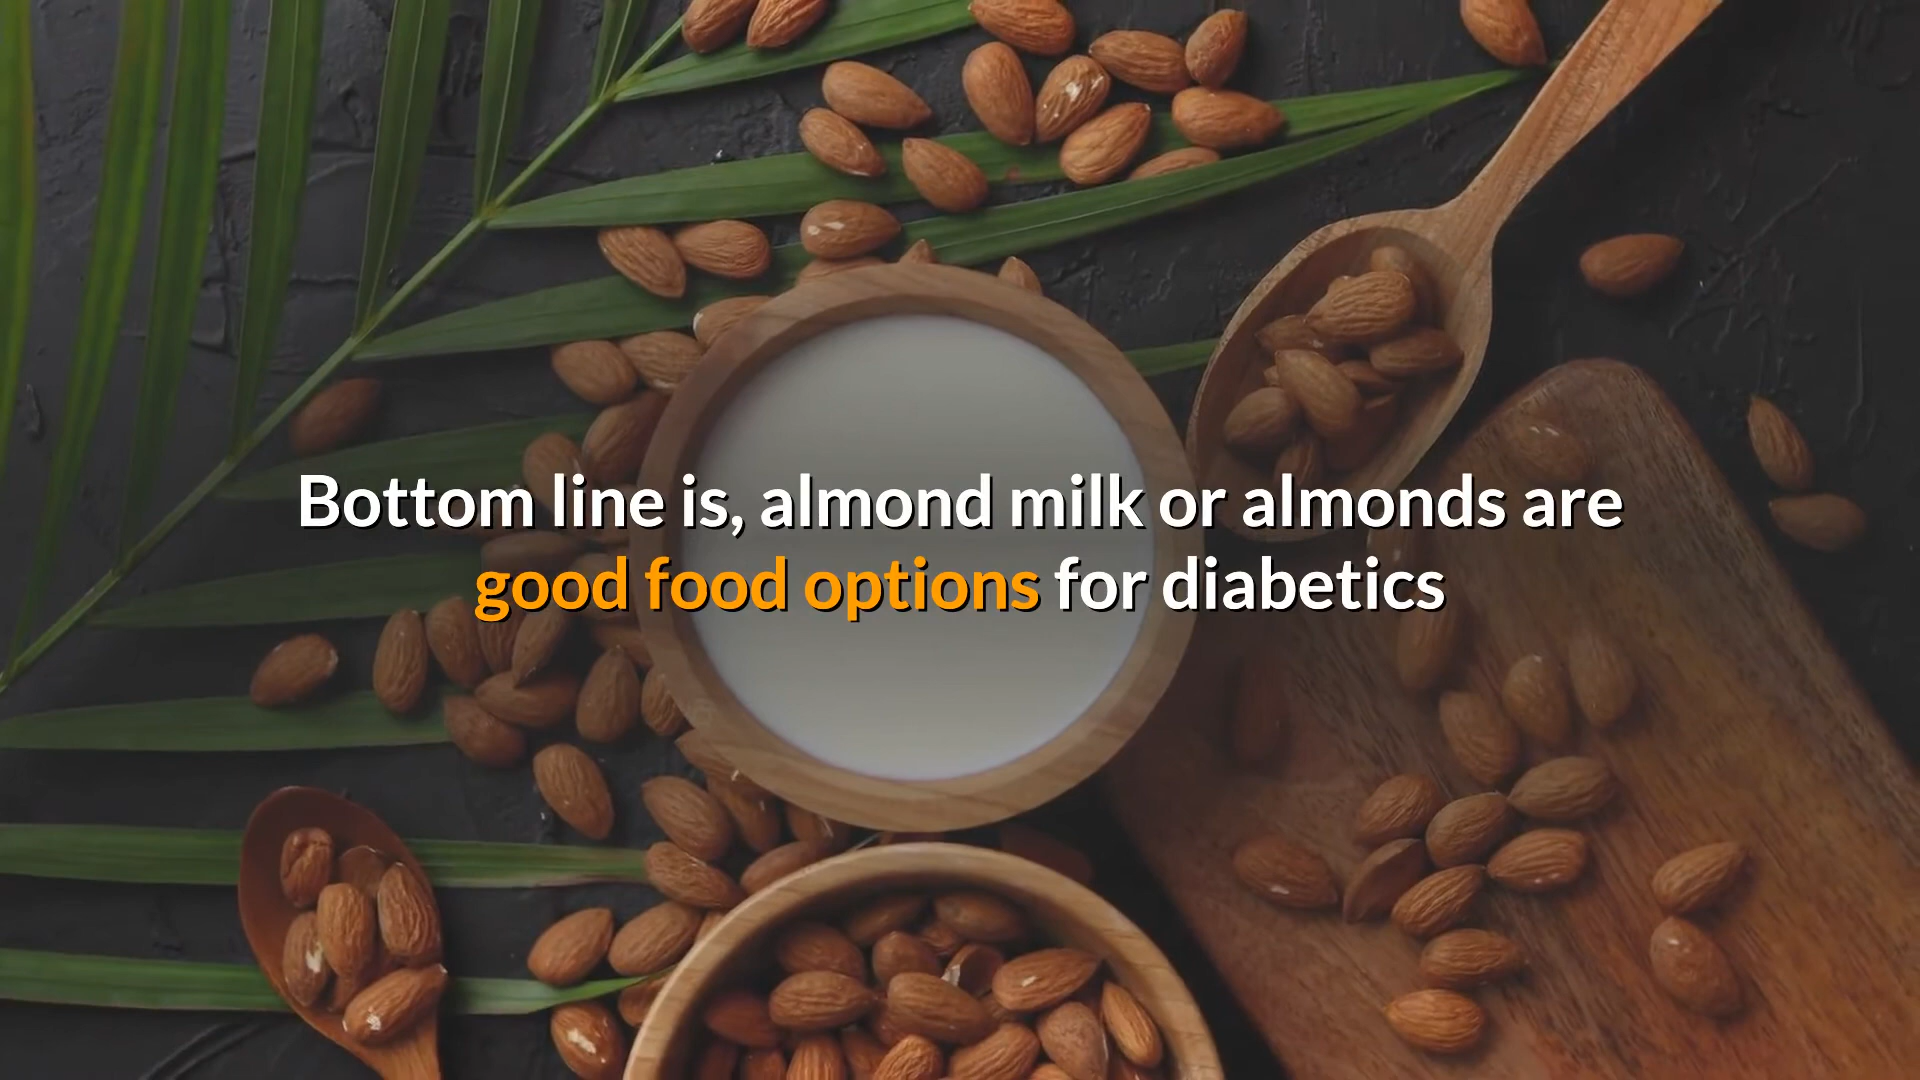 Bottom line is, almond milk or almonds are
good food options for diabetics